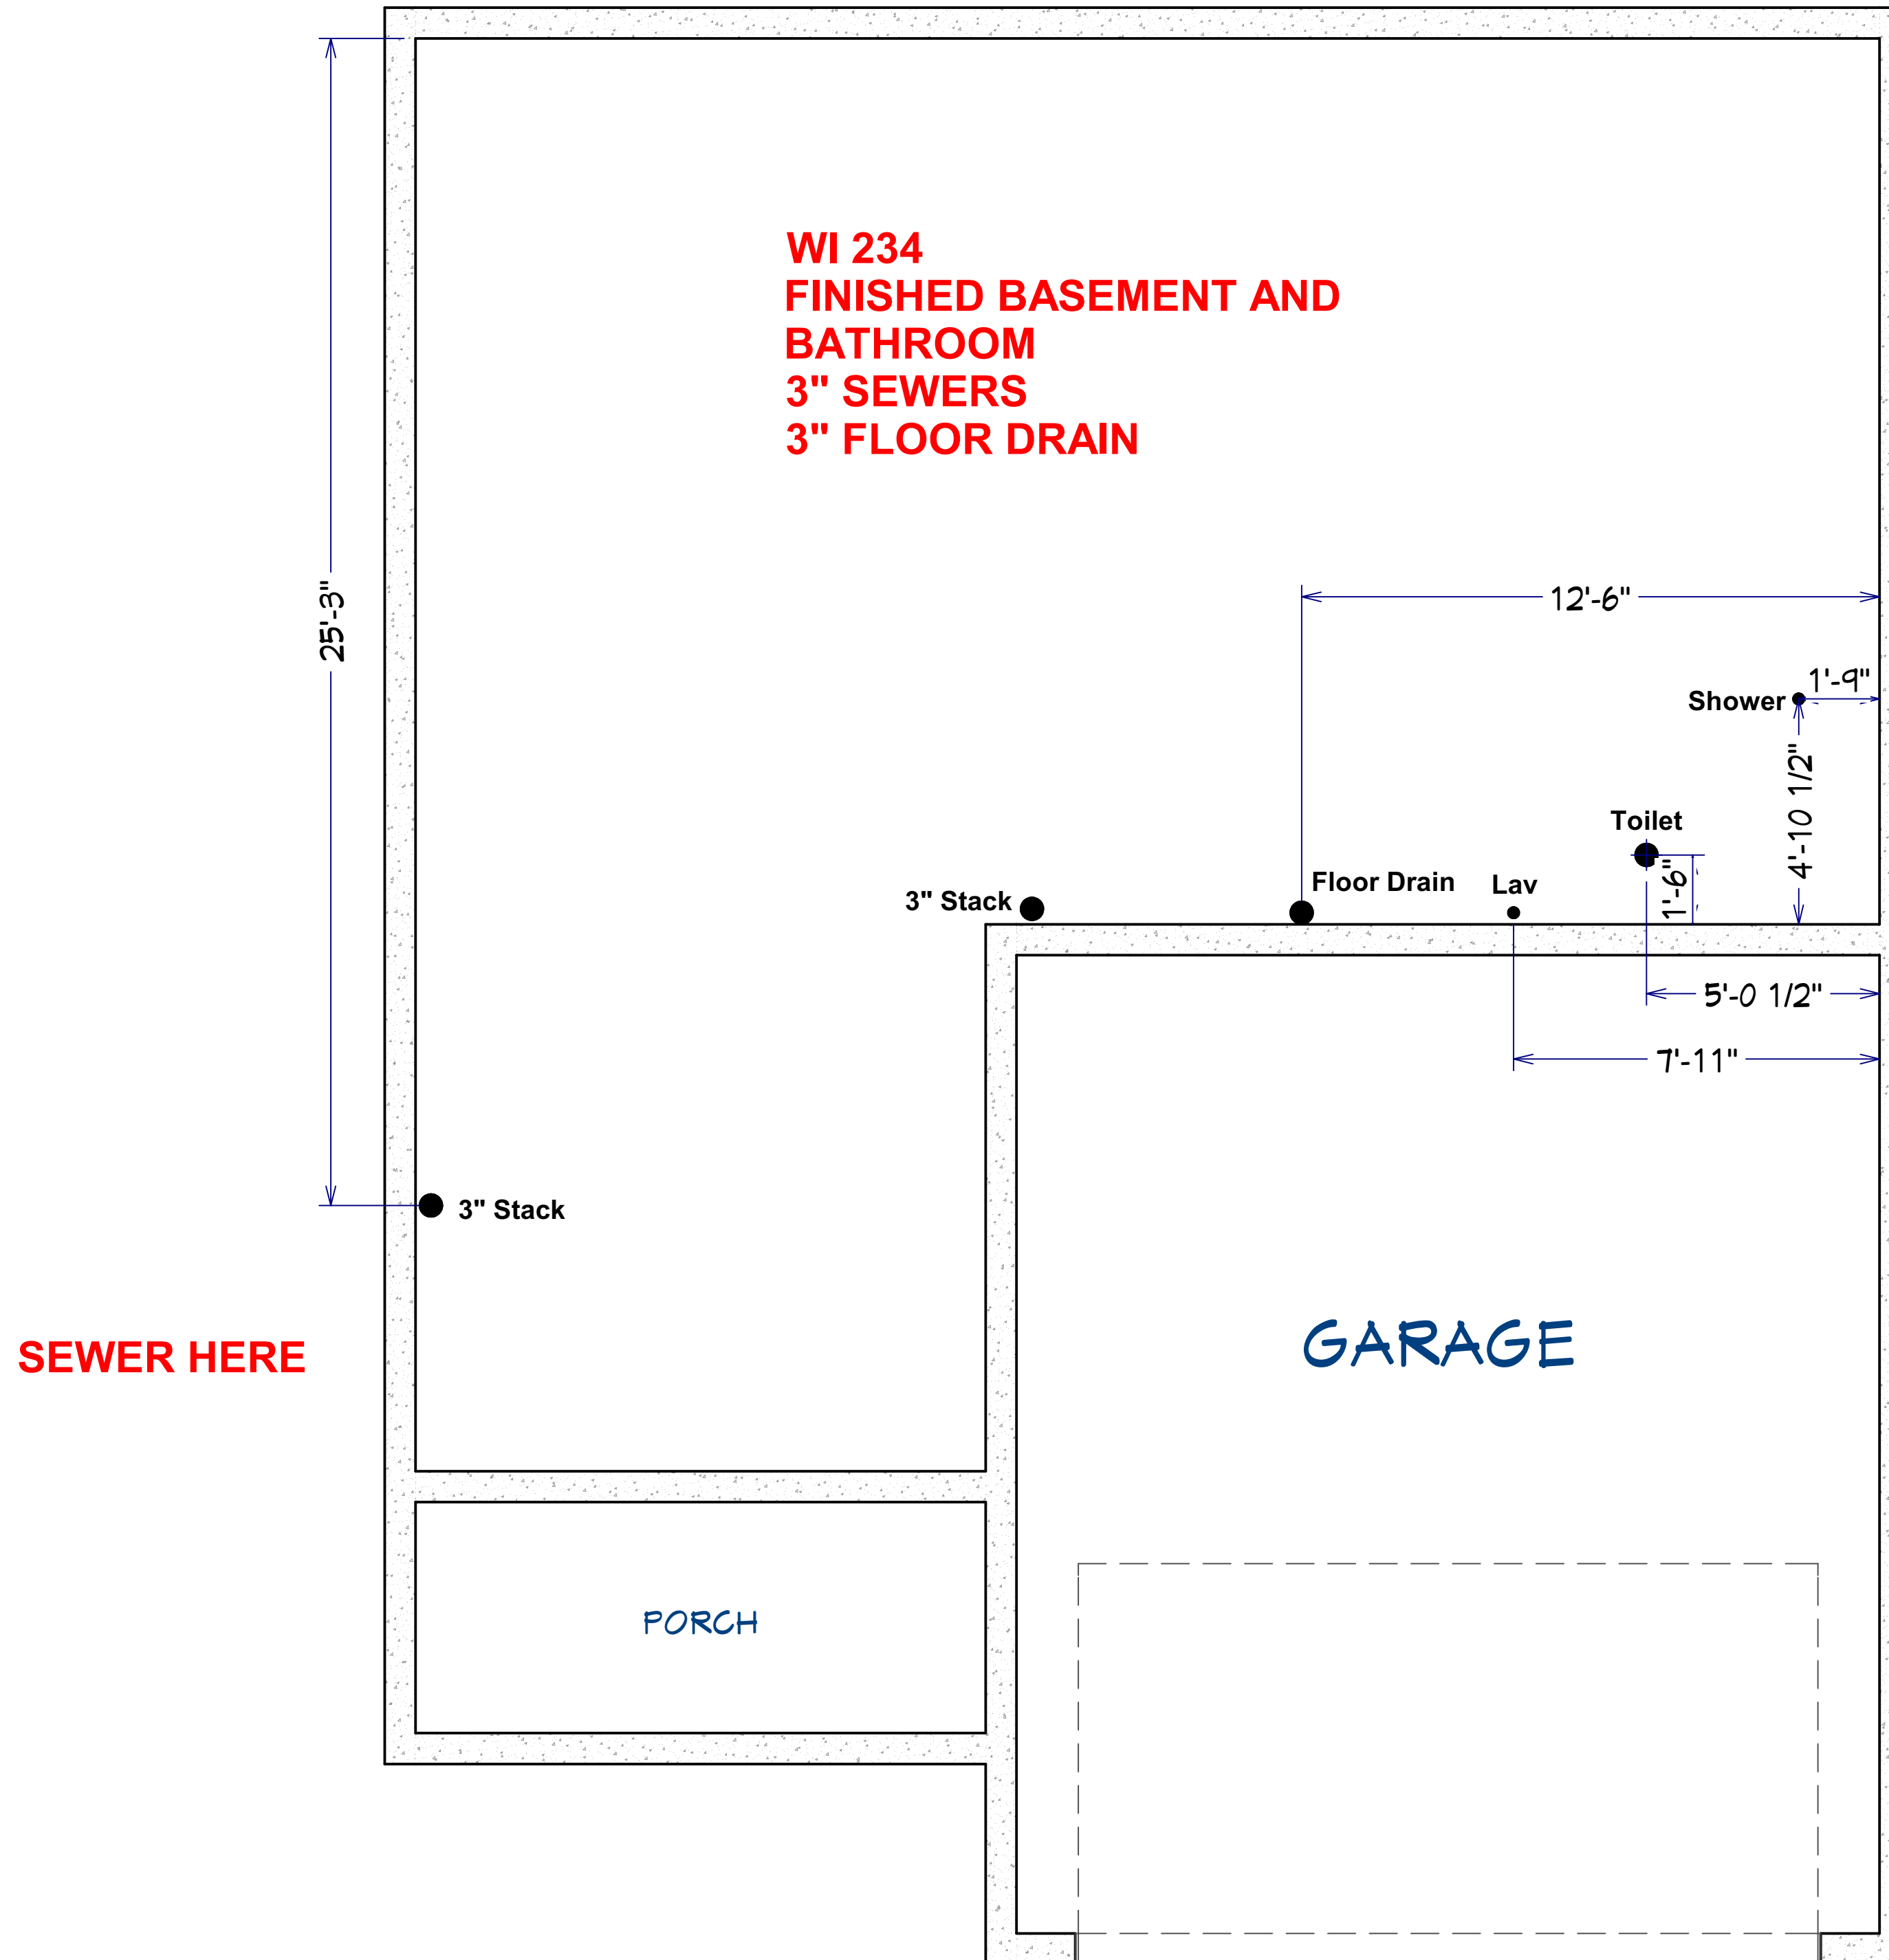 WI 234
FINISHED BASEMENT AND
BATHROOM
3" SEWERS
3" FLOOR DRAIN
25'-3"
12'-6"
1'-9"
Shower
4'-10 1/2"
Toilet
1'-6"
Floor Drain
Lav
3" Stack
5'-0 1/2"
7'-11"
3" Stack
SEWER HERE
GARAGE
PORCH